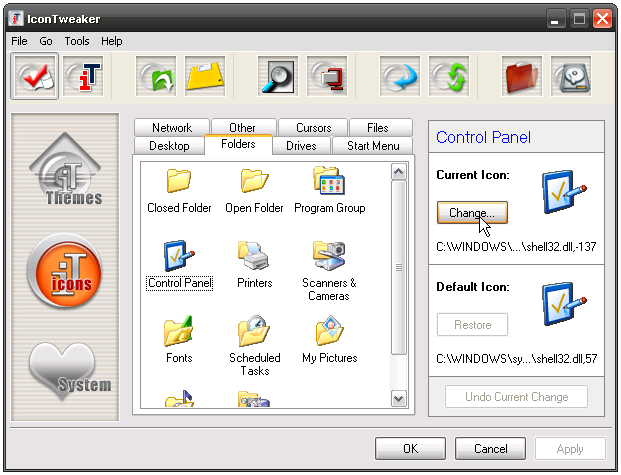 IconTweaker
File Go Tools Help
iT
Network Other Cursors Files
Desktop Folders Drives Start Menu
iT
Themes
iT
icons
System
Closed Folder Open Folder Program Group
Control Panel Printers Scanners &
Cameras
Fonts Scheduled
Tasks My Pictures
Control Panel
Current Icon:
Change...
C:\WINDOWS\...\shell32.dll,-137
Default Icon:
Restore
C:\WINDOWS\sy...\shell32.dll,57
Undo Current Change
OK Cancel Apply